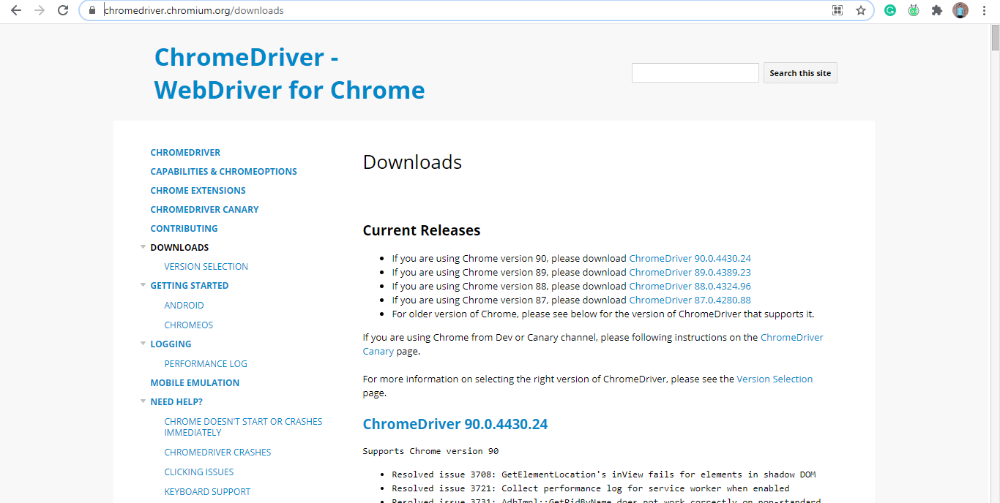 chromedriver.chromium.org/downloads
ChromeDriver -
WebDriver for Chrome
Search this site
CHROMEDRIVER
CAPABILITIES & CHROMEOPTIONS
CHROME EXTENSIONS
CHROMEDRIVER CANARY
CONTRIBUTING
DOWNLOADS
VERSION SELECTION
GETTING STARTED
ANDROID
CHROMEOS
LOGGING
PERFORMANCE LOG
MOBILE EMULATION
NEED HELP?
CHROME DOESN'T START OR CRASHES
IMMEDIATELY
CHROMEDRIVER CRASHES
CLICKING ISSUES
KEYBOARD SUPPORT
Downloads
Current Releases
• If you are using Chrome version 90, please download ChromeDriver 90.0.4430.24
• If you are using Chrome version 89, please download ChromeDriver 89.0.4389.23
• If you are using Chrome version 88, please download ChromeDriver 88.0.4324.96
• If you are using Chrome version 87, please download ChromeDriver 87.0.4280.88
• For older version of Chrome, please see below for the version of ChromeDriver that supports it.
If you are using Chrome from Dev or Canary channel, please following instructions on the ChromeDriver
Canary page.
For more information on selecting the right version of ChromeDriver, please see the Version Selection
page.
ChromeDriver 90.0.4430.24
Supports Chrome version 90
• Resolved issue 3708: GetElementLocation's inView fails for elements in shadow DOM
• Resolved issue 3721: Collect performance log for service worker when enabled
• Resolved issue 3731: AdbImpl::GetPidByName does not work correctly on non-standard